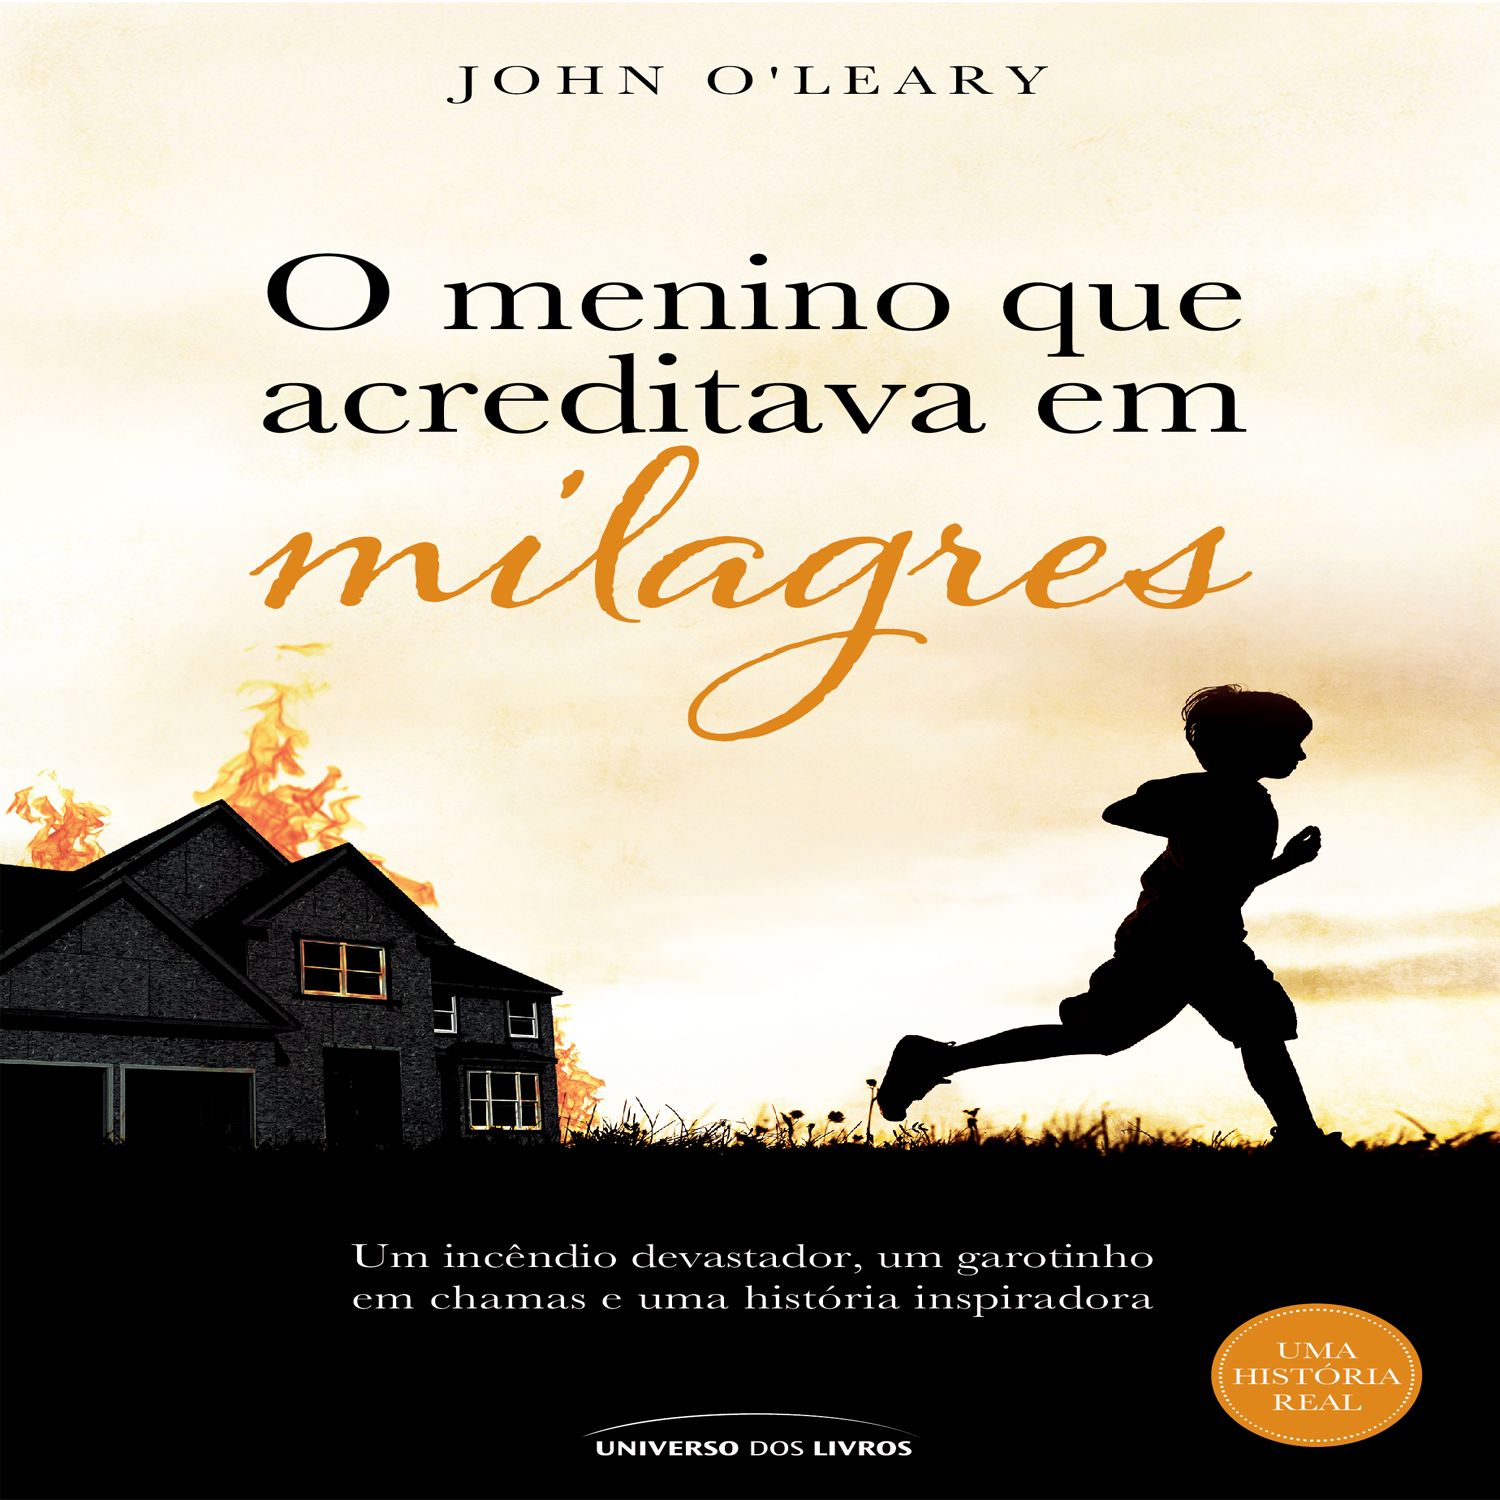 JOHN O'LEARY
O menino que
acreditava em
milagres
Um incêndio devastador, um garotinho
em chamas e uma história inspiradora
UMA
HISTÓRIA
REAL
UNIVERSO DOS LIVROS